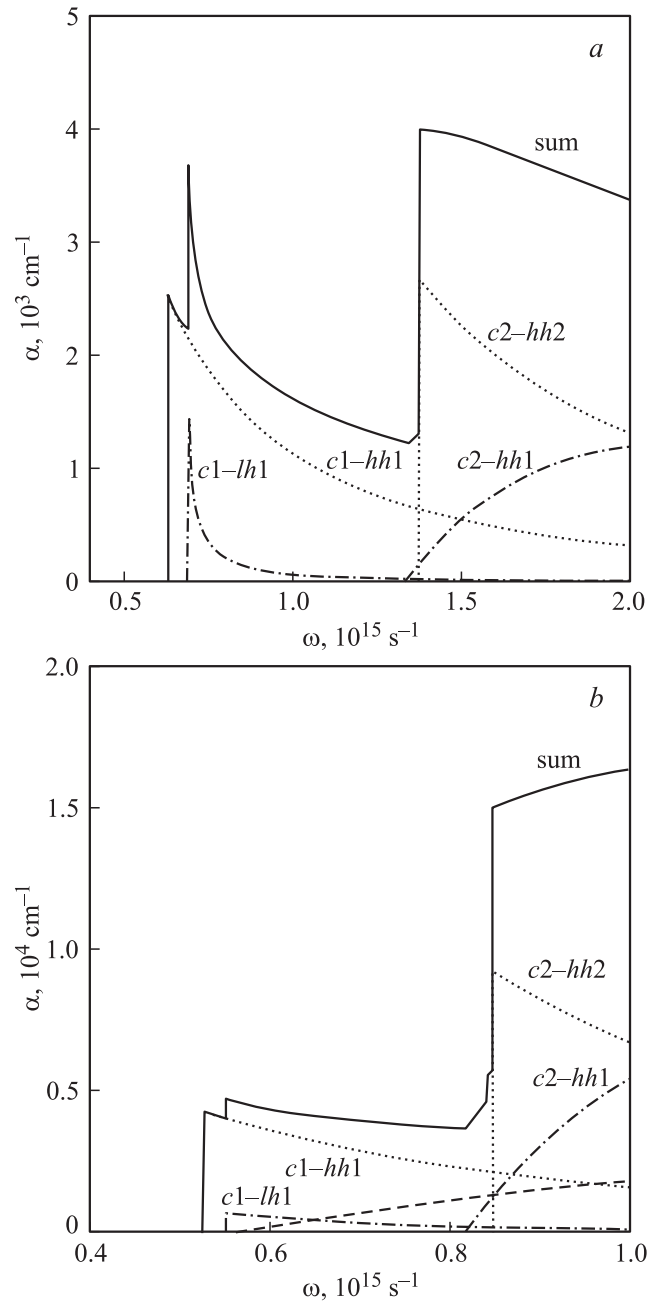 5
a
4
sum
3
α, 10³ cm⁻¹
c2–hh2
2
c1–lh1
c1–hh1
c2–hh1
1
0
0.5
1.0
1.5
2.0
ω, 10¹⁵ s⁻¹
2.0
b
sum
1.5
α, 10⁴ cm⁻¹
1.0
c2–hh2
c2–hh1
0.5
c1–hh1
c1–lh1
0
0.4
0.6
0.8
1.0
ω, 10¹⁵ s⁻¹